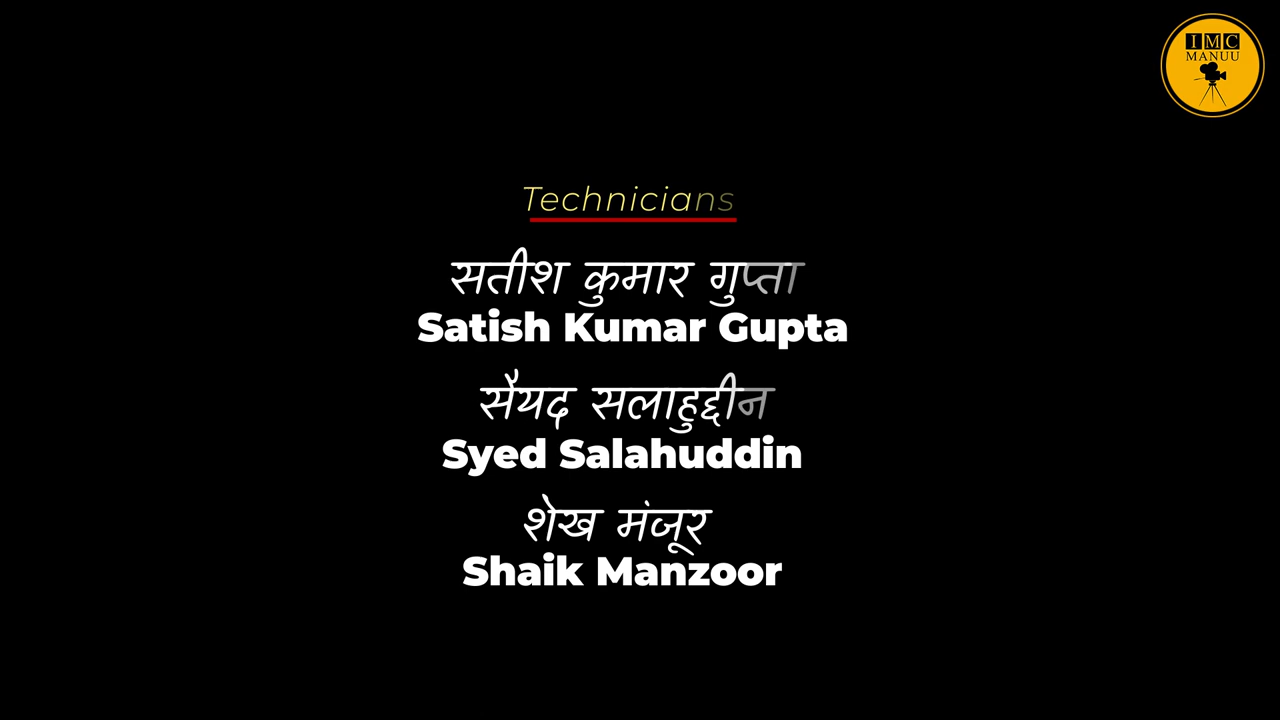 IMC
MANUU
Technicians
सतीश कुमार गुप्ता
Satish Kumar Gupta
सैयद सलाहुद्दीन
Syed Salahuddin
शेख मंजूर
Shaik Manzoor